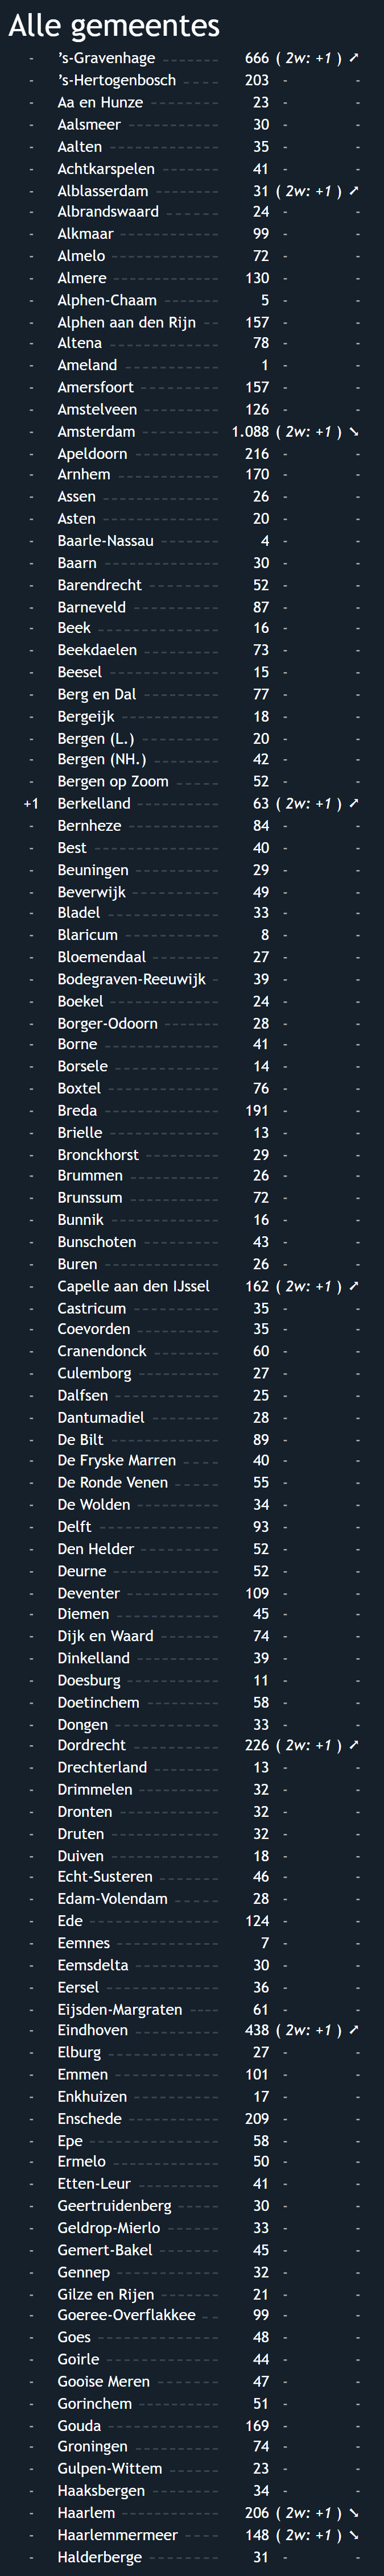 Alle gemeentes
- 's-Gravenhage 666 ( 2w: +1 ) ➚
- 's-Hertogenbosch 203 - -
- Aa en Hunze 23 - -
- Aalsmeer 30 - -
- Aalten 35 - -
- Achtkarspelen 41 - -
- Alblasserdam 31 ( 2w: +1 ) ➚
- Albrandswaard 24 - -
- Alkmaar 99 - -
- Almelo 72 - -
- Almere 130 - -
- Alphen-Chaam 5 - -
- Alphen aan den Rijn 157 - -
- Altena 78 - -
- Ameland 1 - -
- Amersfoort 157 - -
- Amstelveen 126 - -
- Amsterdam 1.088 ( 2w: +1 ) ➘
- Apeldoorn 216 - -
- Arnhem 170 - -
- Assen 26 - -
- Asten 20 - -
- Baarle-Nassau 4 - -
- Baarn 30 - -
- Barendrecht 52 - -
- Barneveld 87 - -
- Beek 16 - -
- Beekdaelen 73 - -
- Beesel 15 - -
- Berg en Dal 77 - -
- Bergeijk 18 - -
- Bergen (L.) 20 - -
- Bergen (NH.) 42 - -
- Bergen op Zoom 52 - -
+1 Berkelland 63 ( 2w: +1 ) ➚
- Bernheze 84 - -
- Best 40 - -
- Beuningen 29 - -
- Beverwijk 49 - -
- Bladel 33 - -
- Blaricum 8 - -
- Bloemendaal 27 - -
- Bodegraven-Reeuwijk 39 - -
- Boekel 24 - -
- Borger-Odoorn 28 - -
- Borne 41 - -
- Borsele 14 - -
- Boxtel 76 - -
- Breda 191 - -
- Brielle 13 - -
- Bronckhorst 29 - -
- Brummen 26 - -
- Brunssum 72 - -
- Bunnik 16 - -
- Bunschoten 43 - -
- Buren 26 - -
- Capelle aan den IJssel 162 ( 2w: +1 ) ➚
- Castricum 35 - -
- Coevorden 35 - -
- Cranendonck 60 - -
- Culemborg 27 - -
- Dalfsen 25 - -
- Dantumadiel 28 - -
- De Bilt 89 - -
- De Fryske Marren 40 - -
- De Ronde Venen 55 - -
- De Wolden 34 - -
- Delft 93 - -
- Den Helder 52 - -
- Deurne 52 - -
- Deventer 109 - -
- Diemen 45 - -
- Dijk en Waard 74 - -
- Dinkelland 39 - -
- Doesburg 11 - -
- Doetinchem 58 - -
- Dongen 33 - -
- Dordrecht 226 ( 2w: +1 ) ➚
- Drechterland 13 - -
- Drimmelen 32 - -
- Dronten 32 - -
- Druten 32 - -
- Duiven 18 - -
- Echt-Susteren 46 - -
- Edam-Volendam 28 - -
- Ede 124 - -
- Eemnes 7 - -
- Eemsdelta 30 - -
- Eersel 36 - -
- Eijsden-Margraten 61 - -
- Eindhoven 438 ( 2w: +1 ) ➚
- Elburg 27 - -
- Emmen 101 - -
- Enkhuizen 17 - -
- Enschede 209 - -
- Epe 58 - -
- Ermelo 50 - -
- Etten-Leur 41 - -
- Geertruidenberg 30 - -
- Geldrop-Mierlo 33 - -
- Gemert-Bakel 45 - -
- Gennep 32 - -
- Gilze en Rijen 21 - -
- Goeree-Overflakkee 99 - -
- Goes 48 - -
- Goirle 44 - -
- Gooise Meren 47 - -
- Gorinchem 51 - -
- Gouda 169 - -
- Groningen 74 - -
- Gulpen-Wittem 23 - -
- Haaksbergen 34 - -
- Haarlem 206 ( 2w: +1 ) ➘
- Haarlemmermeer 148 ( 2w: +1 ) ➘
- Halderberge 31 - -